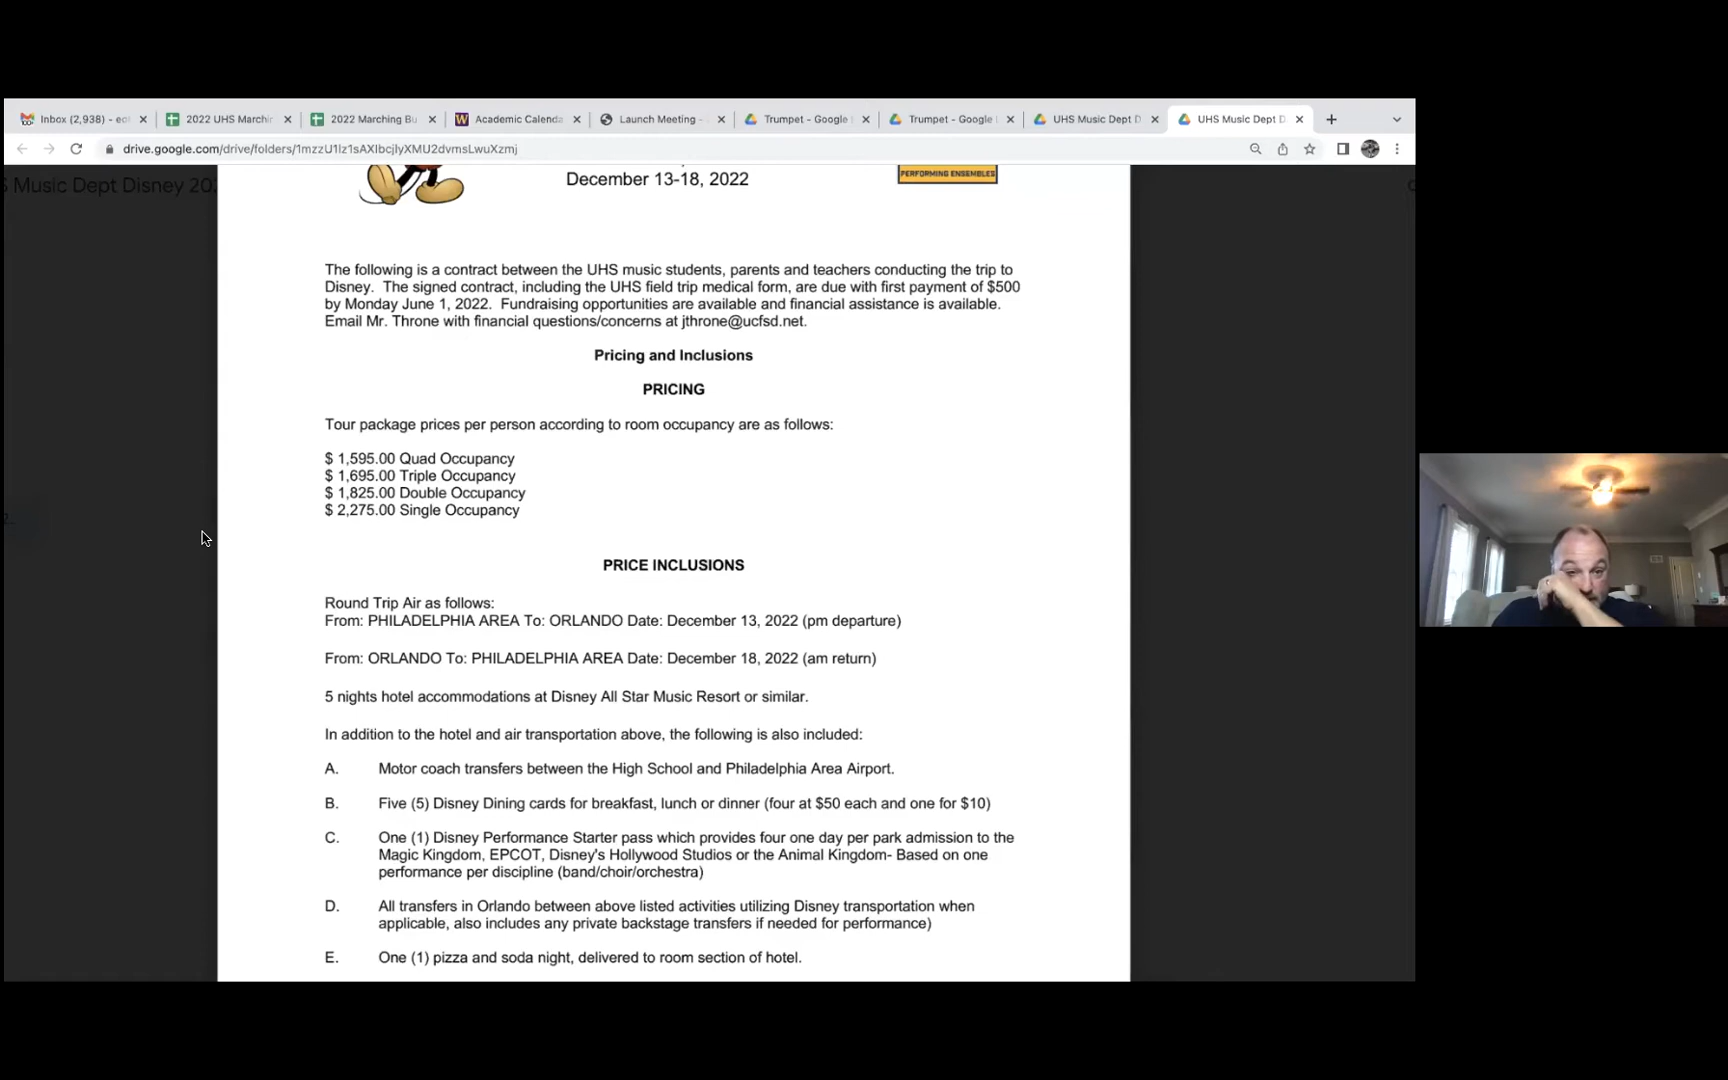 Inbox (2,938) - eo
2022 UHS Marchi
2022 Marching Bu
Academic Calenda
Launch Meeting -
Trumpet - Google
Trumpet - Google
UHS Music Dept D
UHS Music Dept D
drive.google.com/drive/folders/1mzzU1Iz1sAXIbcjIyXMU2dvmsLwuXzmj
Music Dept Disney 20
December 13-18, 2022
PERFORMING ENSEMBLES
The following is a contract between the UHS music students, parents and teachers conducting the trip to
Disney. The signed contract, including the UHS field trip medical form, are due with first payment of $500
by Monday June 1, 2022. Fundraising opportunities are available and financial assistance is available.
Email Mr. Throne with financial questions/concerns at jthrone@ucfsd.net.
Pricing and Inclusions
PRICING
Tour package prices per person according to room occupancy are as follows:
$ 1,595.00 Quad Occupancy
$ 1,695.00 Triple Occupancy
$ 1,825.00 Double Occupancy
$ 2,275.00 Single Occupancy
PRICE INCLUSIONS
Round Trip Air as follows:
From: PHILADELPHIA AREA To: ORLANDO Date: December 13, 2022 (pm departure)
From: ORLANDO To: PHILADELPHIA AREA Date: December 18, 2022 (am return)
5 nights hotel accommodations at Disney All Star Music Resort or similar.
In addition to the hotel and air transportation above, the following is also included:
A. Motor coach transfers between the High School and Philadelphia Area Airport.
B. Five (5) Disney Dining cards for breakfast, lunch or dinner (four at $50 each and one for $10)
C. One (1) Disney Performance Starter pass which provides four one day per park admission to the
Magic Kingdom, EPCOT, Disney's Hollywood Studios or the Animal Kingdom- Based on one
performance per discipline (band/choir/orchestra)
D. All transfers in Orlando between above listed activities utilizing Disney transportation when
applicable, also includes any private backstage transfers if needed for performance)
E. One (1) pizza and soda night, delivered to room section of hotel.